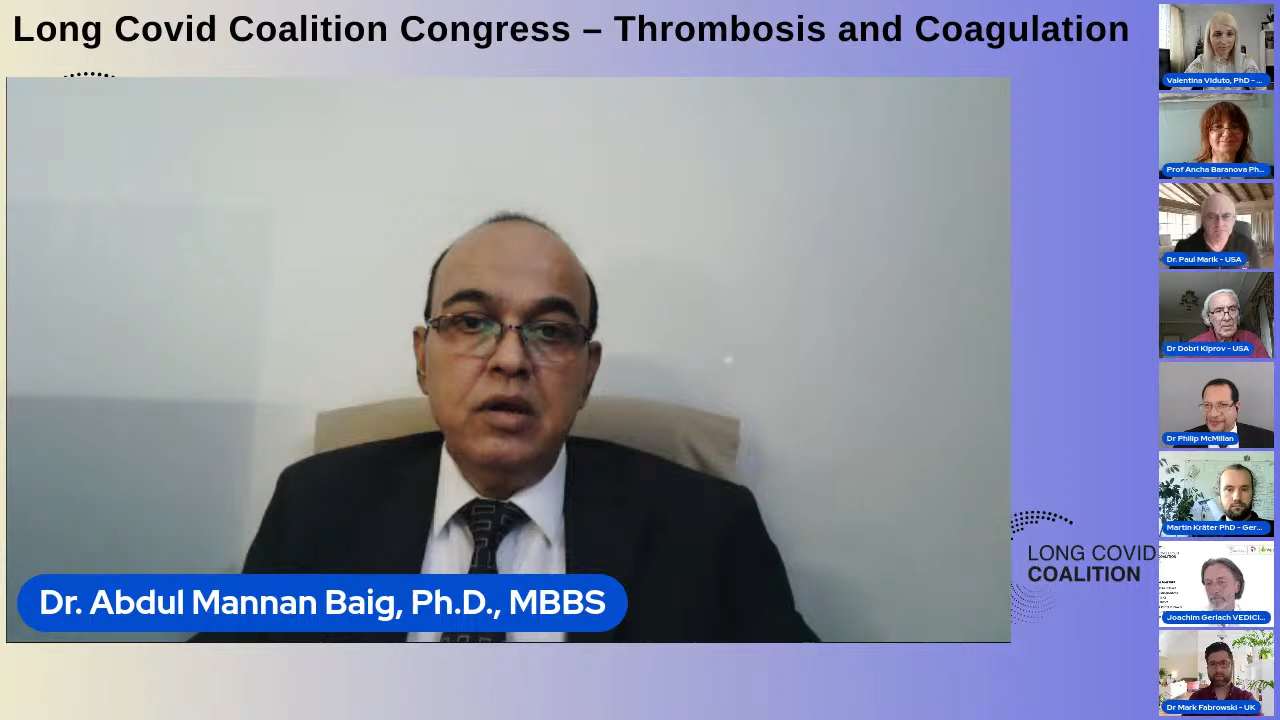 Long Covid Coalition Congress – Thrombosis and Coagulation
Dr. Abdul Mannan Baig, Ph.D., MBBS
LONG COVID
COALITION
Valentina Viduto, PhD - ...
Prof Ancha Baranova Ph...
Dr. Paul Marik - USA
Dr Dobri Kiprov - USA
Dr Philip McMillan
Martin Kräter PhD - Ger...
Joachim Gerlach VEDICI...
Dr Mark Fabrowski - UK